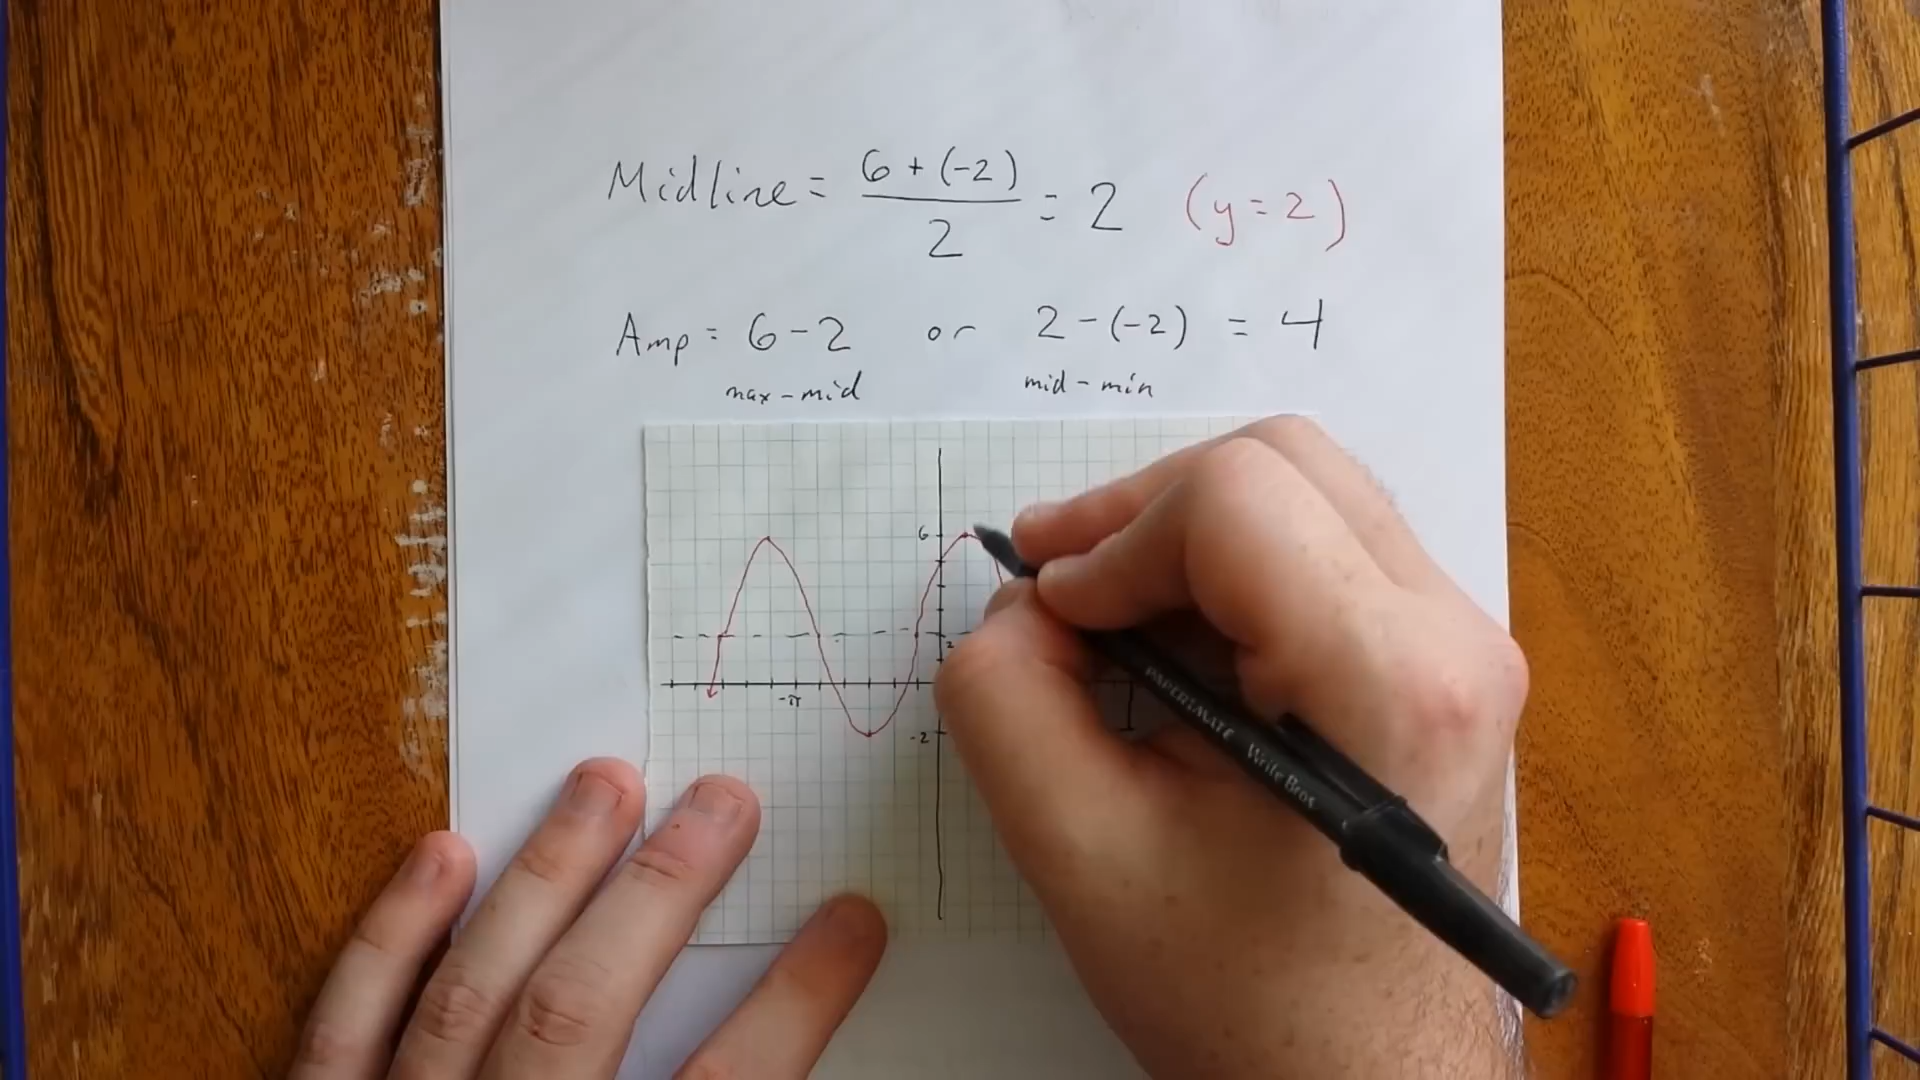 Midline = 6 + (-2) / 2 = 2 (y = 2)
Amp = 6 - 2 or 2 - (-2) = 4
max - mid mid - min
6
2
-π
-2
PAPERMATE Write Bros